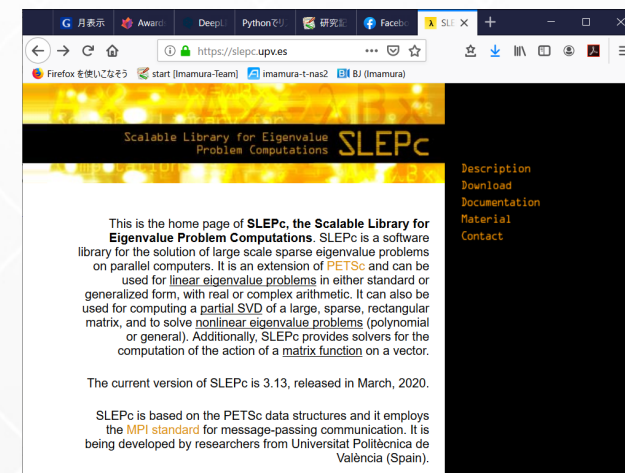 G 月表示 Award DeepL Pythonでリ 研究記 Facebo SLE
https://slepc.upv.es
Firefox を使いこなそう start [Imamura-Team] imamura-t-nas2 BJ (Imamura)
Scalable Library for Eigenvalue
Problem Computations SLEPc
Description
Download
Documentation
Material
Contact
This is the home page of SLEPc, the Scalable Library for
Eigenvalue Problem Computations. SLEPc is a software
library for the solution of large scale sparse eigenvalue problems
on parallel computers. It is an extension of PETSc and can be
used for linear eigenvalue problems in either standard or
generalized form, with real or complex arithmetic. It can also be
used for computing a partial SVD of a large, sparse, rectangular
matrix, and to solve nonlinear eigenvalue problems (polynomial
or general). Additionally, SLEPc provides solvers for the
computation of the action of a matrix function on a vector.
The current version of SLEPc is 3.13, released in March, 2020.
SLEPc is based on the PETSc data structures and it employs
the MPI standard for message-passing communication. It is
being developed by researchers from Universitat Politècnica de
València (Spain).